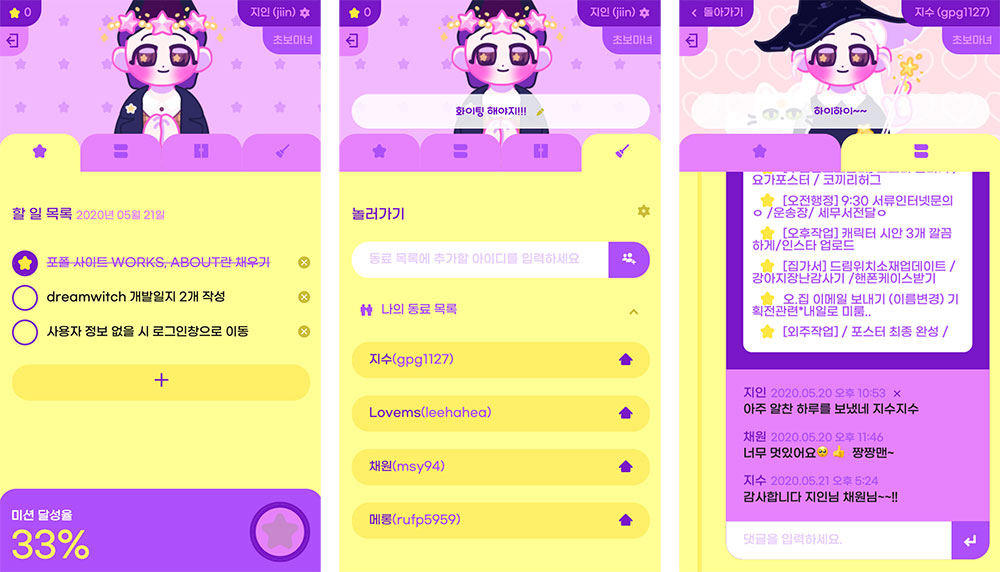 0
지인 (jiin)
초보마녀
할 일 목록 2020년 05월 21일
포폴 사이트 WORKS, ABOUT란 채우기
dreamwitch 개발일지 2개 작성
사용자 정보 없을 시 로그인창으로 이동
+
미션 달성율
33%
0
지인 (jiin)
초보마녀
화이팅 해야지!!!
놀러가기
동료 목록에 추가할 아이디를 입력하세요
나의 동료 목록
지수(gpg1127)
Lovems(leehahea)
채원(msy94)
메롱(rufp5959)
돌아가기
지수 (gpg1127)
초보마녀
하이하이~~
요가포스터 / 코끼리허그
[오전행정] 9:30 서류인터넷문의
ㅇ /운송장/ 세무서전달ㅇ
[오후작업] 캐릭터 시안 3개 깔끔
하게/인스타 업로드
[집가서] 드림위치소재업데이트 /
강아지장난감사기 /핸폰케이스받기
오.집 이메일 보내기 (이름변경) 기
획전관련*내일로 미룸..
[외주작업] / 포스터 최종 완성 /
지인 2020.05.20 오후 10:53 ×
아주 알찬 하루를 보냈네 지수지수
채원 2020.05.20 오후 11:46
너무 멋있어요🥺👍 짱짱맨~
지수 2020.05.21 오후 5:24
감사합니다 지인님 채원님~~!!
댓글을 입력하세요.